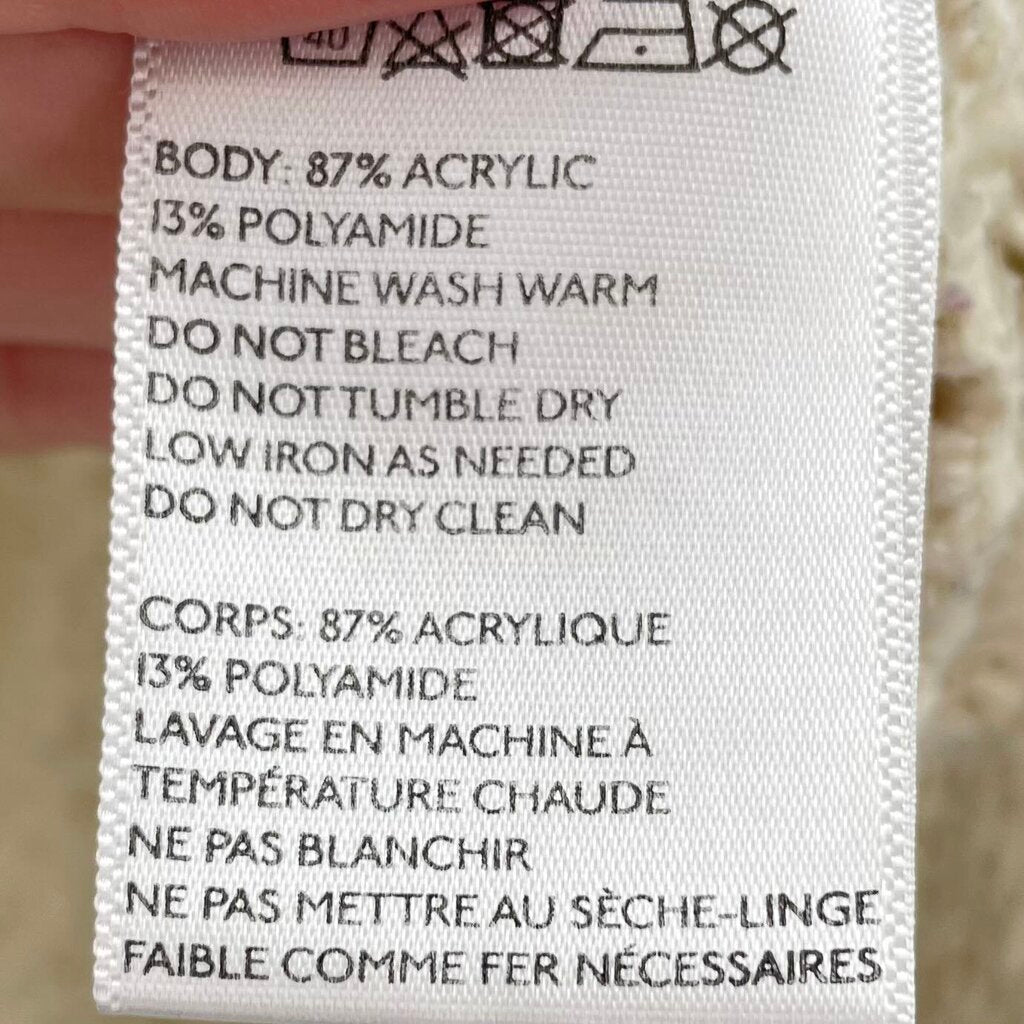 40
BODY: 87% ACRYLIC
13% POLYAMIDE
MACHINE WASH WARM
DO NOT BLEACH
DO NOT TUMBLE DRY
LOW IRON AS NEEDED
DO NOT DRY CLEAN
CORPS: 87% ACRYLIQUE
13% POLYAMIDE
LAVAGE EN MACHINE À
TEMPÉRATURE CHAUDE
NE PAS BLANCHIR
NE PAS METTRE AU SÈCHE-LINGE
FAIBLE COMME FER NÉCESSAIRES